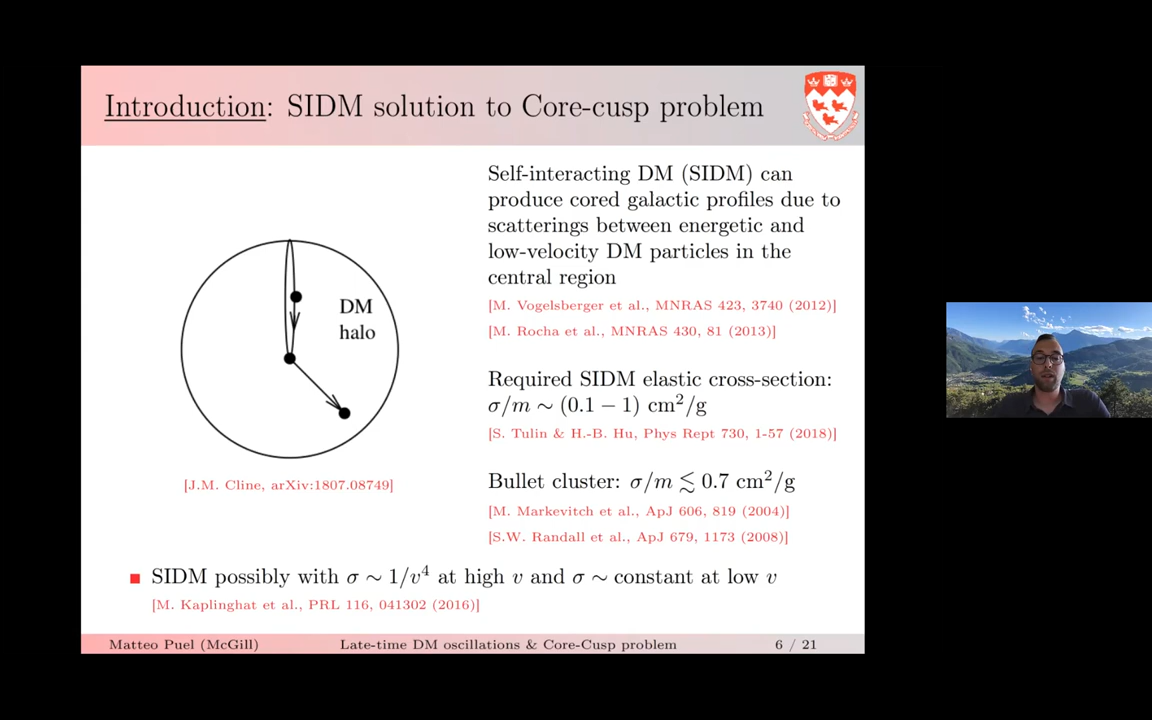 Introduction: SIDM solution to Core-cusp problem
Self-interacting DM (SIDM) can
produce cored galactic profiles due to
scatterings between energetic and
low-velocity DM particles in the
central region
[M. Vogelsberger et al., MNRAS 423, 3740 (2012)]
[M. Rocha et al., MNRAS 430, 81 (2013)]
DM
halo
[J.M. Cline, arXiv:1807.08749]
Required SIDM elastic cross-section:
σ/m ∼ (0.1 − 1) cm²/g
[S. Tulin & H.-B. Hu, Phys Rept 730, 1-57 (2018)]
Bullet cluster: σ/m ≲ 0.7 cm²/g
[M. Markevitch et al., ApJ 606, 819 (2004)]
[S.W. Randall et al., ApJ 679, 1173 (2008)]
SIDM possibly with σ ∼ 1/v⁴ at high v and σ ∼ constant at low v
[M. Kaplinghat et al., PRL 116, 041302 (2016)]
Matteo Puel (McGill) Late-time DM oscillations & Core-Cusp problem 6 / 21